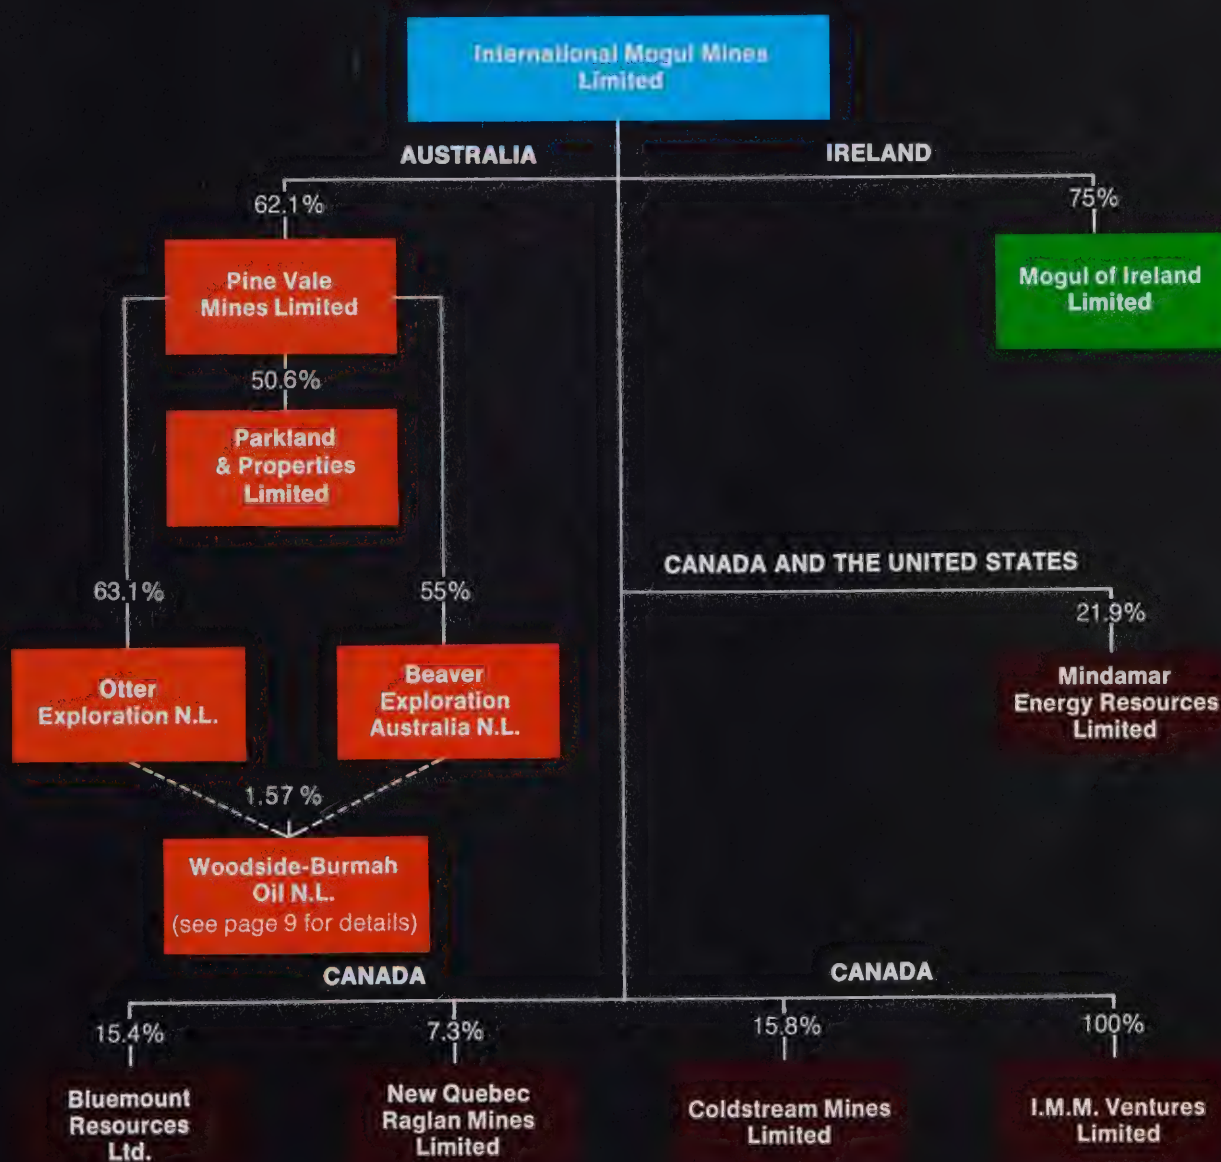 International Mogul Mines
Limited
AUSTRALIA
IRELAND
62.1%
75%
Pine Vale
Mines Limited
Mogul of Ireland
Limited
50.6%
Parkland
& Properties
Limited
CANADA AND THE UNITED STATES
63.1%
55%
21.9%
Otter
Exploration N.L.
Beaver
Exploration
Australia N.L.
Mindamar
Energy Resources
Limited
1.57 %
Woodside-Burmah
Oil N.L.
(see page 9 for details)
CANADA
CANADA
15.4%
7.3%
15.8%
100%
Bluemount
Resources
Ltd.
New Quebec
Raglan Mines
Limited
Coldstream Mines
Limited
I.M.M. Ventures
Limited